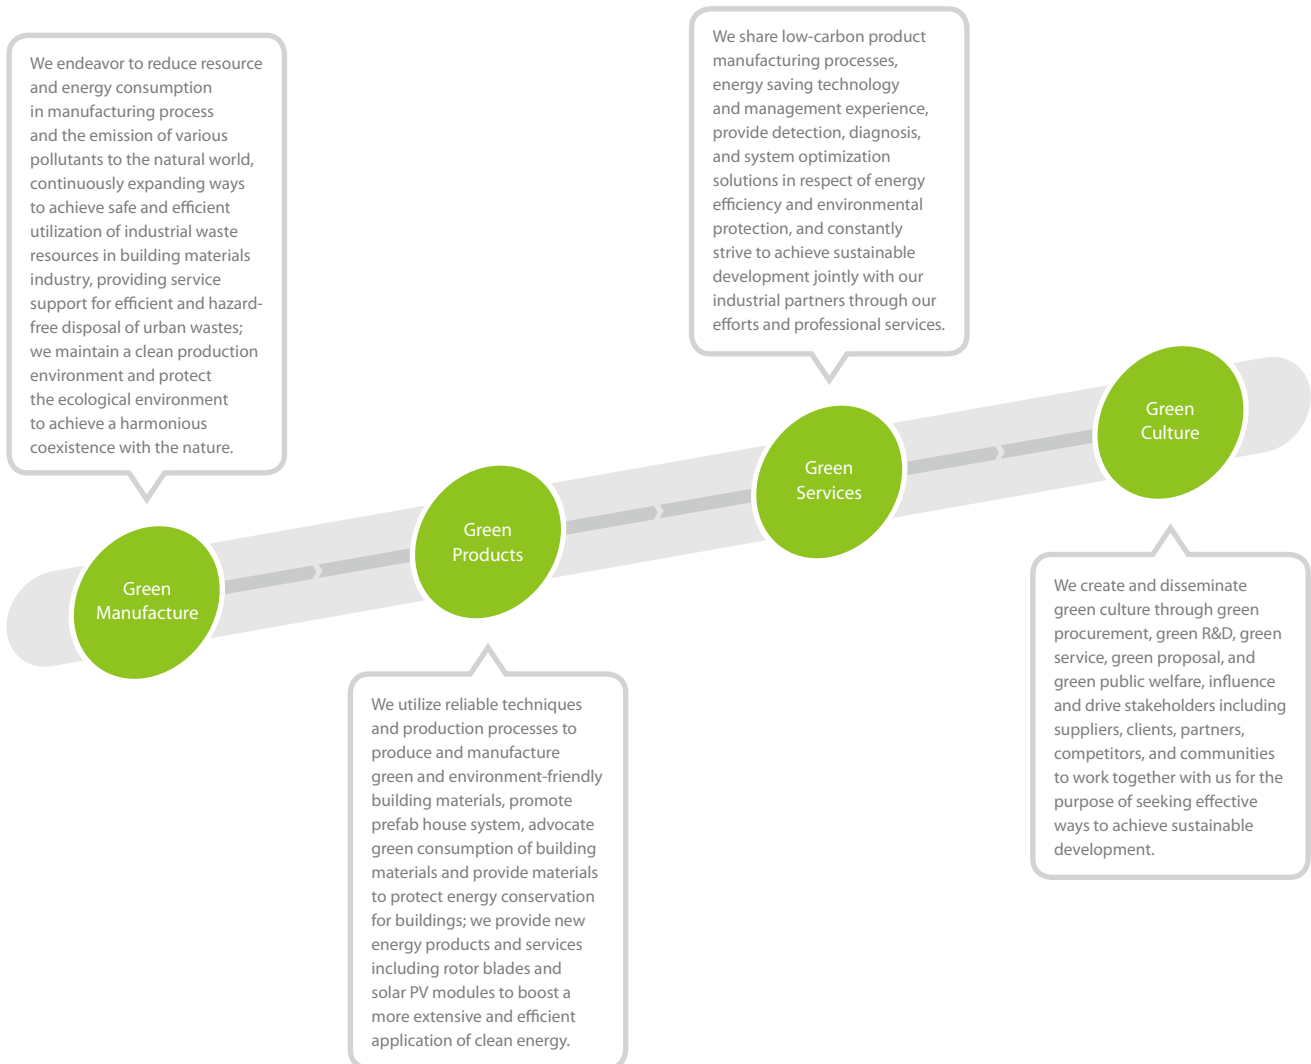 We endeavor to reduce resource
and energy consumption
in manufacturing process
and the emission of various
pollutants to the natural world,
continuously expanding ways
to achieve safe and efficient
utilization of industrial waste
resources in building materials
industry, providing service
support for efficient and hazard-
free disposal of urban wastes;
we maintain a clean production
environment and protect
the ecological environment
to achieve a harmonious
coexistence with the nature.
Green
Manufacture
Green
Products
We utilize reliable techniques
and production processes to
produce and manufacture
green and environment-friendly
building materials, promote
prefab house system, advocate
green consumption of building
materials and provide materials
to protect energy conservation
for buildings; we provide new
energy products and services
including rotor blades and
solar PV modules to boost a
more extensive and efficient
application of clean energy.
We share low-carbon product
manufacturing processes,
energy saving technology
and management experience,
provide detection, diagnosis,
and system optimization
solutions in respect of energy
efficiency and environmental
protection, and constantly
strive to achieve sustainable
development jointly with our
industrial partners through our
efforts and professional services.
Green
Services
Green
Culture
We create and disseminate
green culture through green
procurement, green R&D, green
service, green proposal, and
green public welfare, influence
and drive stakeholders including
suppliers, clients, partners,
competitors, and communities
to work together with us for the
purpose of seeking effective
ways to achieve sustainable
development.